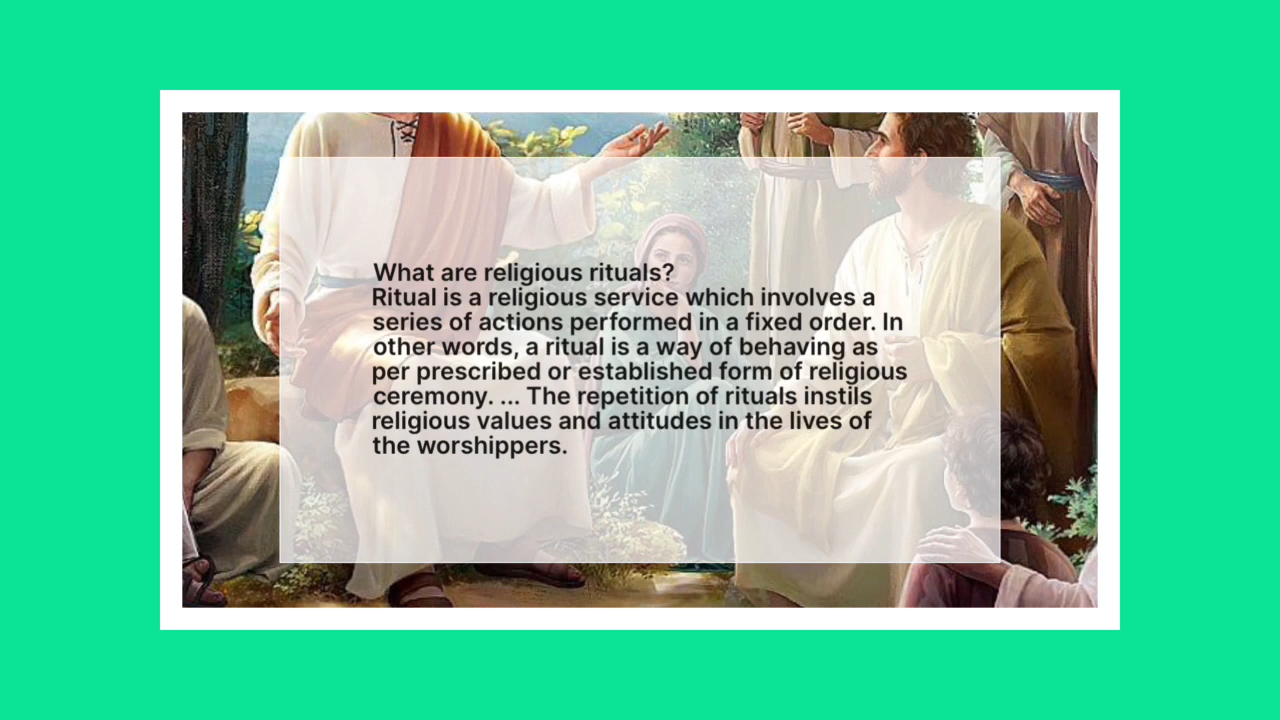 What are religious rituals?
Ritual is a religious service which involves a
series of actions performed in a fixed order. In
other words, a ritual is a way of behaving as
per prescribed or established form of religious
ceremony. ... The repetition of rituals instils
religious values and attitudes in the lives of
the worshippers.